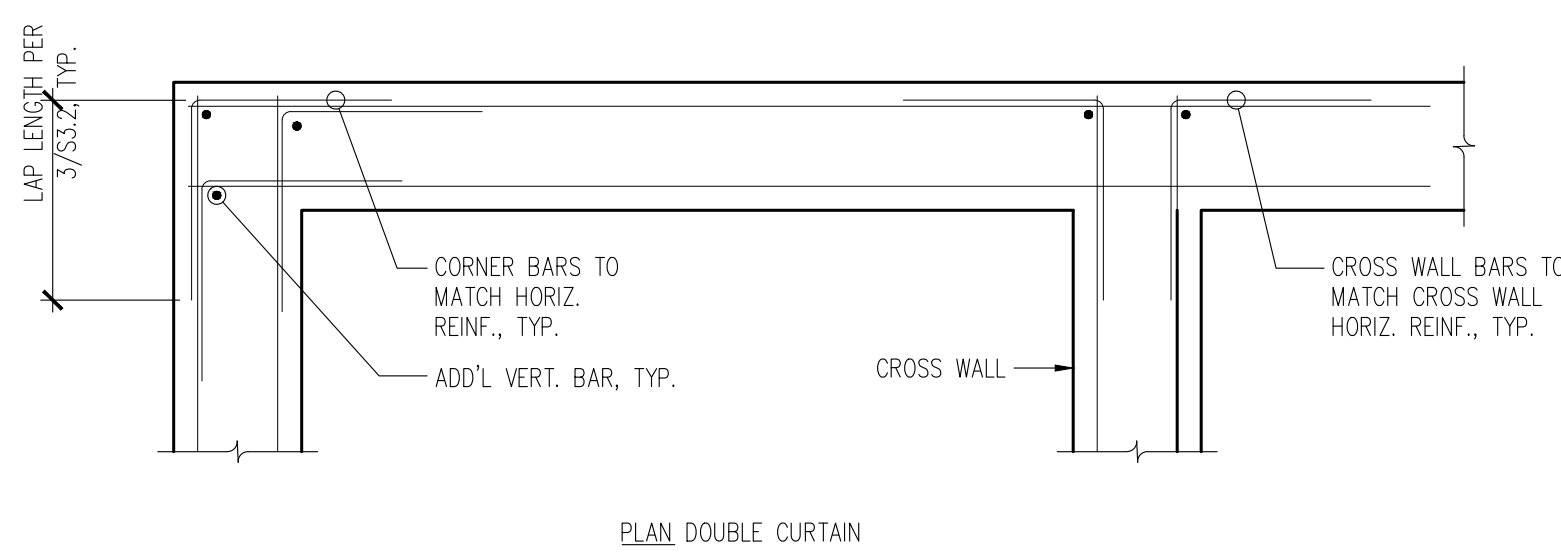 LAP LENGTH PER
3/S3.2, TYP.
CORNER BARS TO
MATCH HORIZ.
REINF., TYP.
ADD'L VERT. BAR, TYP.
CROSS WALL
CROSS WALL BARS TO
MATCH CROSS WALL
HORIZ. REINF., TYP.
PLAN DOUBLE CURTAIN